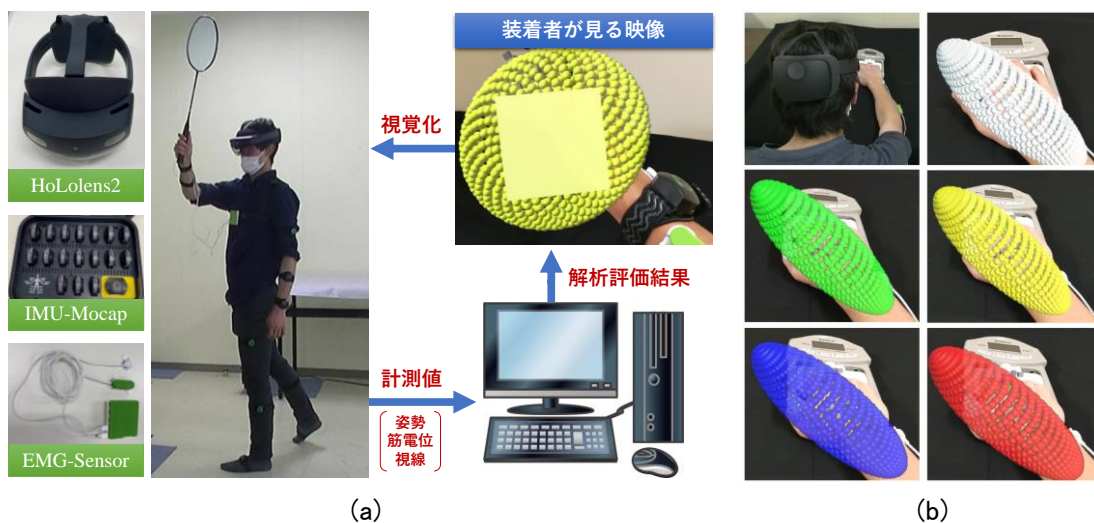 HoLolens2
IMU-Mocap
EMG-Sensor
装着者が見る映像
視覚化
解析評価結果
計測値
姿勢
筋電位
視線
(a)
(b)